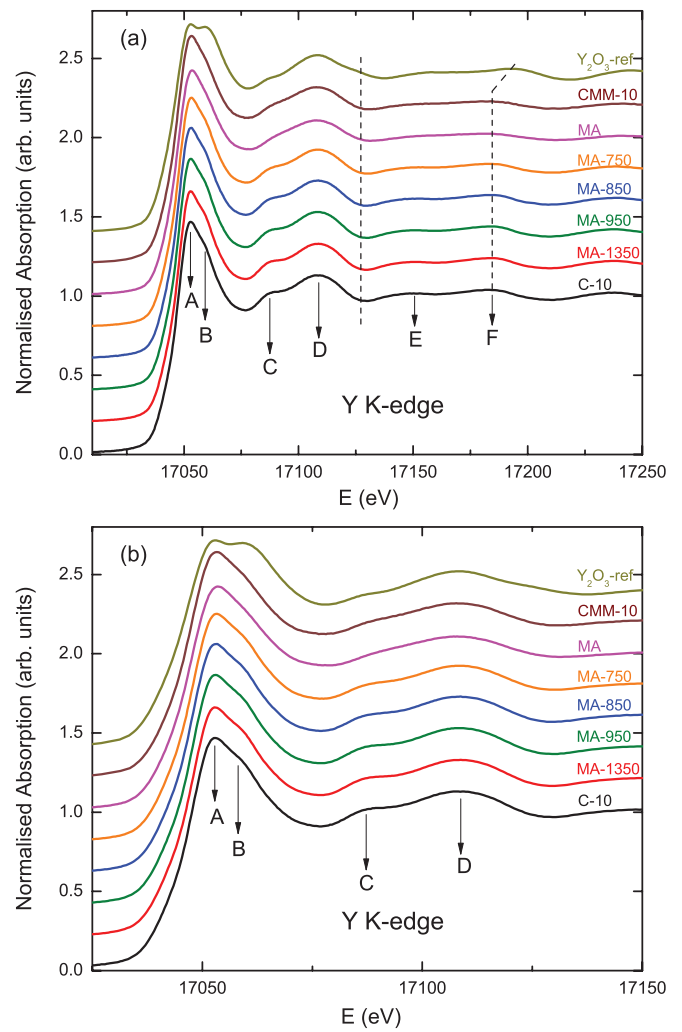 (a)
2.5
2.0
1.5
1.0
0.5
0.0
Normalised Absorption (arb. units)
Y₂O₃-ref
CMM-10
MA
MA-750
MA-850
MA-950
MA-1350
C-10
A
B
C
D
E
F
Y K-edge
17050
17100
17150
17200
17250
E (eV)
(b)
2.5
2.0
1.5
1.0
0.5
0.0
Normalised Absorption (arb. units)
Y₂O₃-ref
CMM-10
MA
MA-750
MA-850
MA-950
MA-1350
C-10
A
B
C
D
Y K-edge
17050
17100
17150
E (eV)